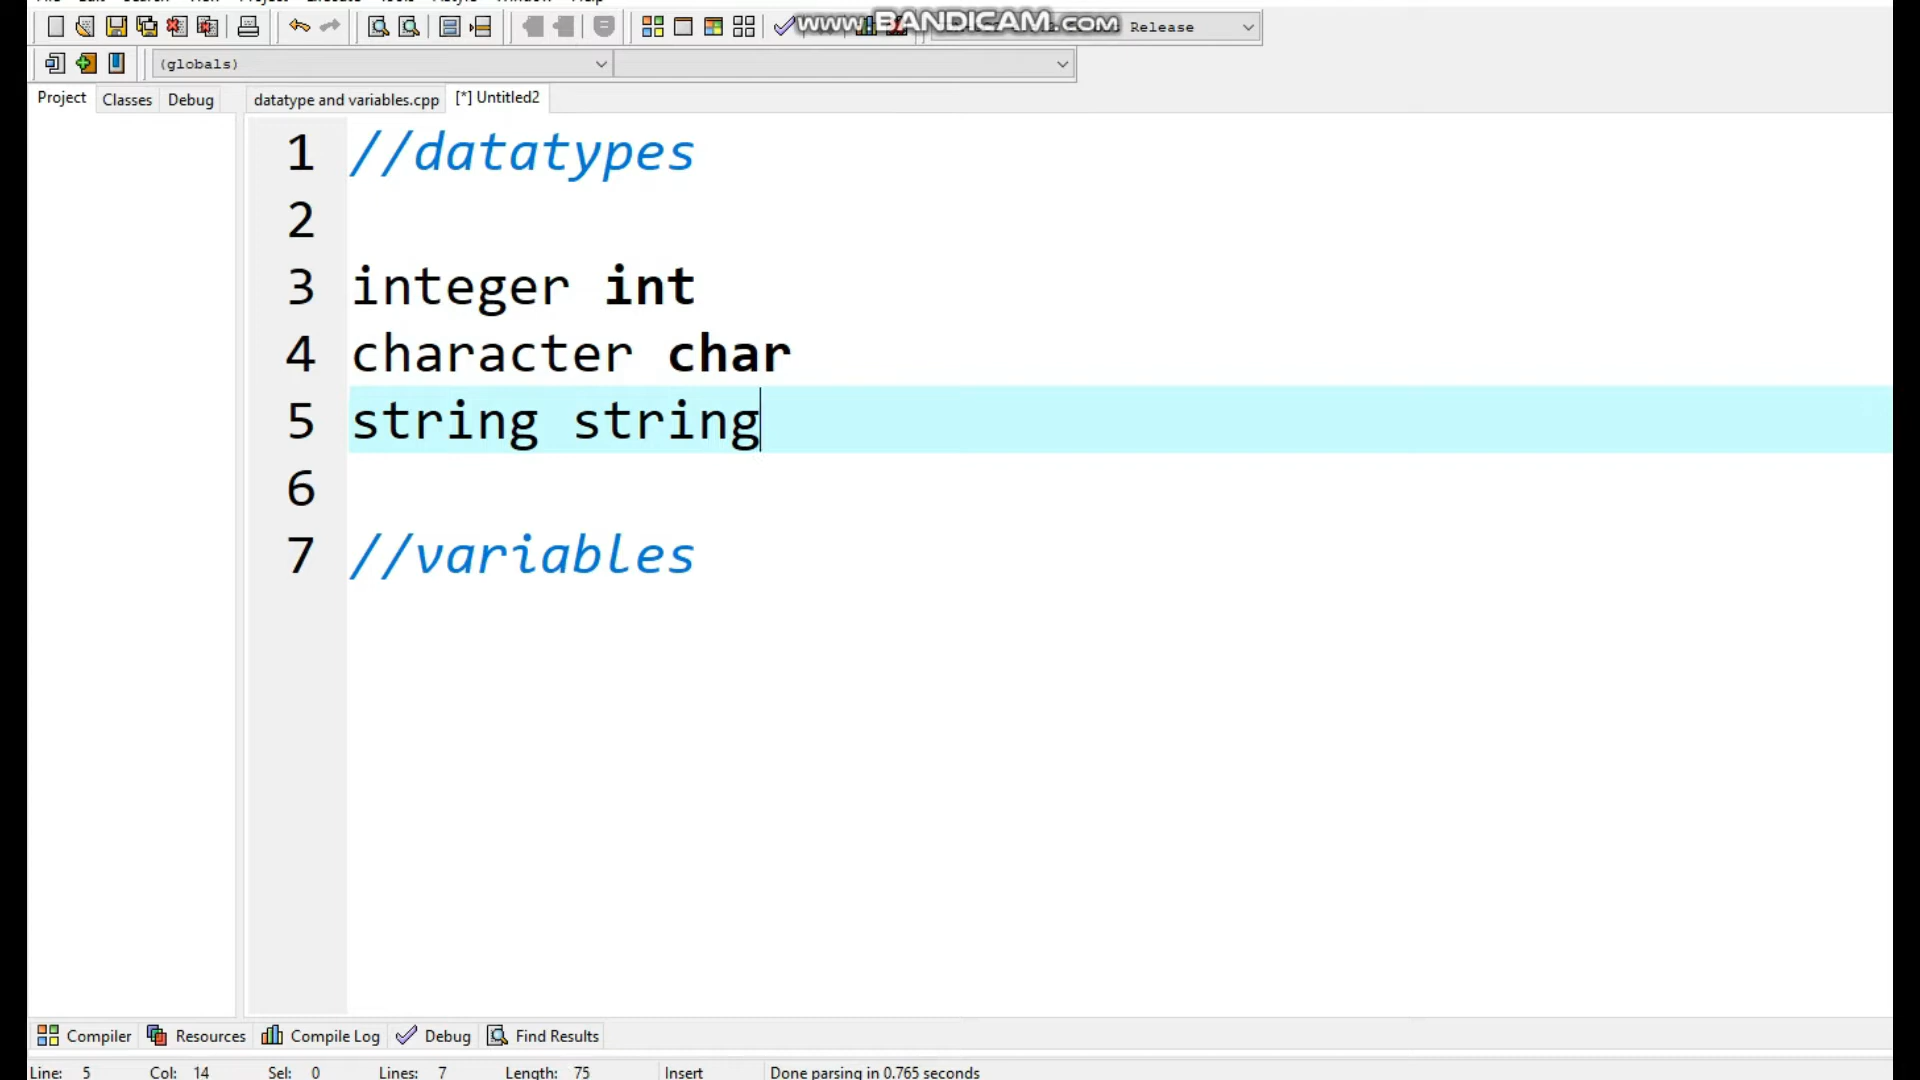 www.BANDICAM.com
Release
(globals)
Project
Classes
Debug
datatype and variables.cpp
[*] Untitled2
1 //datatypes
2
3 integer int
4 character char
5 string string
6
7 //variables
Compiler
Resources
Compile Log
Debug
Find Results
Line: 5 Col: 14 Sel: 0 Lines: 7 Length: 75 Insert Done parsing in 0.765 seconds